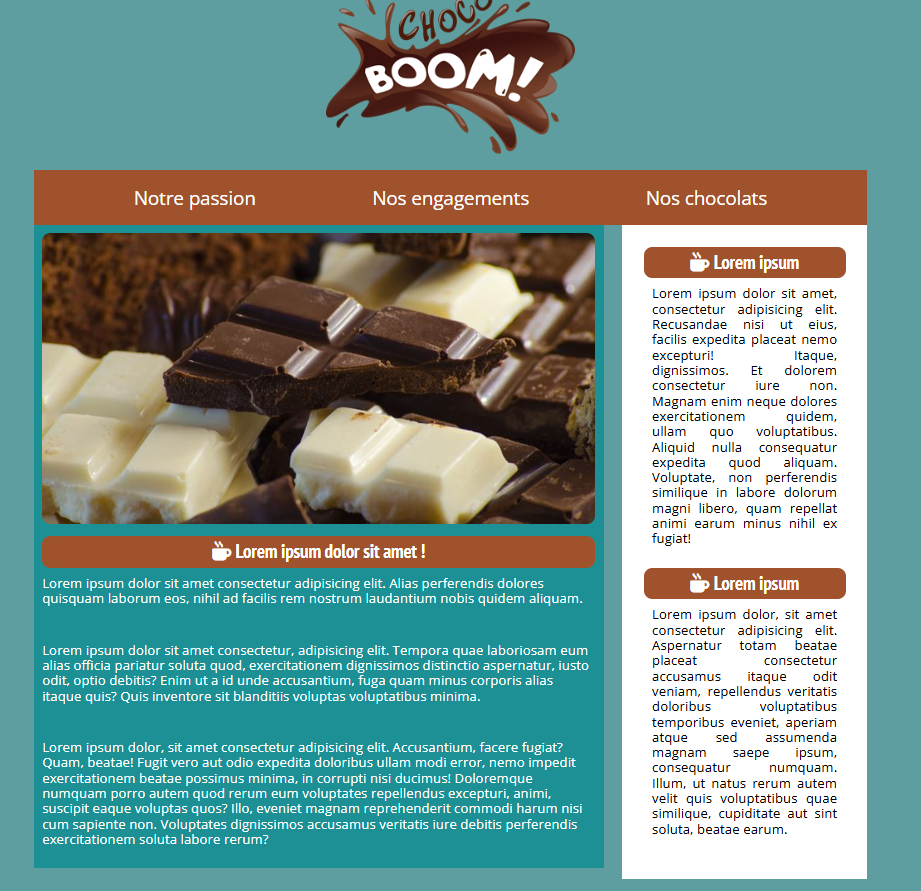 CHOCO
BOOM!
Notre passion
Nos engagements
Nos chocolats
Lorem ipsum dolor sit amet !
Lorem ipsum dolor sit amet consectetur adipisicing elit. Alias perferendis dolores
quisquam laborum eos, nihil ad facilis rem nostrum laudantium nobis quidem aliquam.
Lorem ipsum dolor sit amet consectetur, adipisicing elit. Tempora quae laboriosam eum
alias officia pariatur soluta quod, exercitationem dignissimos distinctio aspernatur, iusto
odit, optio debitis? Enim ut a id unde accusantium, fuga quam minus corporis alias
itaque quis? Quis inventore sit blanditiis voluptas voluptatibus minima.
Lorem ipsum dolor, sit amet consectetur adipisicing elit. Accusantium, facere fugiat?
Quam, beatae! Fugit vero aut odio expedita doloribus ullam modi error, nemo impedit
exercitationem beatae possimus minima, in corrupti nisi ducimus! Doloremque
numquam porro autem quod rerum eum voluptates repellendus excepturi, animi,
suscipit eaque voluptas quos? Illo, eveniet magnam reprehenderit commodi harum nisi
cum sapiente non. Voluptates dignissimos accusamus veritatis iure debitis perferendis
exercitationem soluta labore rerum?
Lorem ipsum
Lorem ipsum dolor sit amet,
consectetur adipisicing elit.
Recusandae nisi ut eius,
facilis expedita placeat nemo
excepturi! Itaque,
dignissimos. Et dolorem
consectetur iure non.
Magnam enim neque dolores
exercitationem quidem,
ullam quo voluptatibus.
Aliquid nulla consequatur
expedita quod aliquam.
Voluptate, non perferendis
similique in labore dolorum
magni libero, quam repellat
animi earum minus nihil ex
fugiat!
Lorem ipsum
Lorem ipsum dolor, sit amet
consectetur adipisicing elit.
Aspernatur totam beatae
placeat consectetur
accusamus itaque odit
veniam, repellendus veritatis
doloribus voluptatibus
temporibus eveniet, aperiam
atque sed assumenda
magnam saepe ipsum,
consequatur numquam.
Illum, ut natus rerum autem
velit quis voluptatibus quae
similique, cupiditate aut sint
soluta, beatae earum.